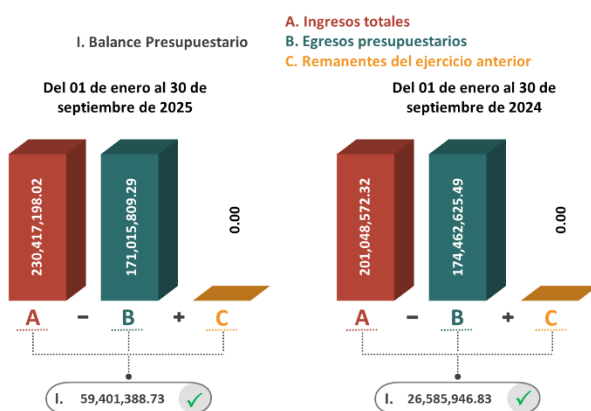 I. Balance Presupuestario
A. Ingresos totales
B. Egresos presupuestarios
C. Remanentes del ejercicio anterior
Del 01 de enero al 30 de
septiembre de 2025
230,417,198.02
171,015,809.29
0.00
A – B + C
I. 59,401,388.73
Del 01 de enero al 30 de
septiembre de 2024
201,048,572.32
174,462,625.49
0.00
A – B + C
I. 26,585,946.83